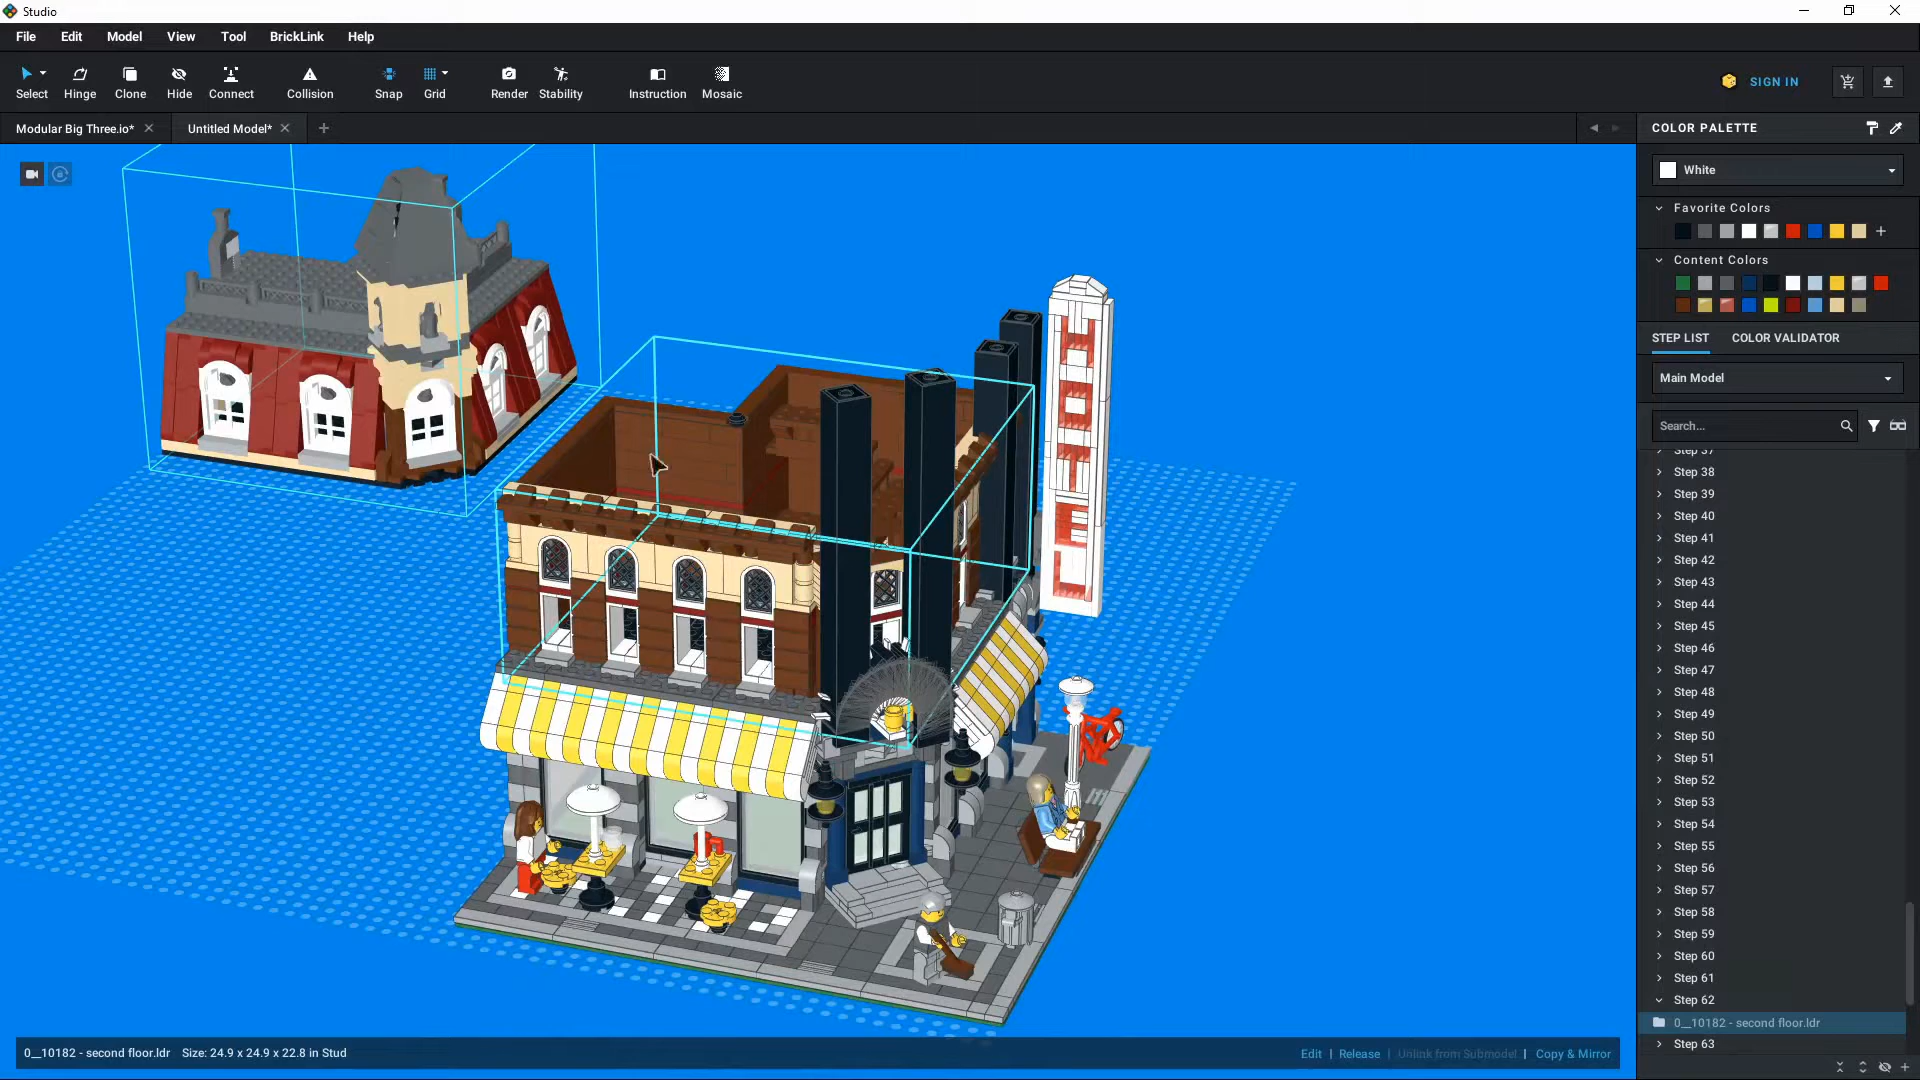 Studio
File Edit Model View Tool BrickLink Help
Select Hinge Clone Hide Connect Collision Snap Grid Render Stability Instruction Mosaic
SIGN IN
Modular Big Three.io* Untitled Model*
COLOR PALETTE
White
Favorite Colors
Content Colors
STEP LIST COLOR VALIDATOR
Main Model
Search...
Step 37
Step 38
Step 39
Step 40
Step 41
Step 42
Step 43
Step 44
Step 45
Step 46
Step 47
Step 48
Step 49
Step 50
Step 51
Step 52
Step 53
Step 54
Step 55
Step 56
Step 57
Step 58
Step 59
Step 60
Step 61
Step 62
0__10182 - second floor.ldr
Step 63
HOTEL
0__10182 - second floor.ldr Size: 24.9 x 24.9 x 22.8 in Stud
Edit | Release | Unlink from Submodel | Copy & Mirror